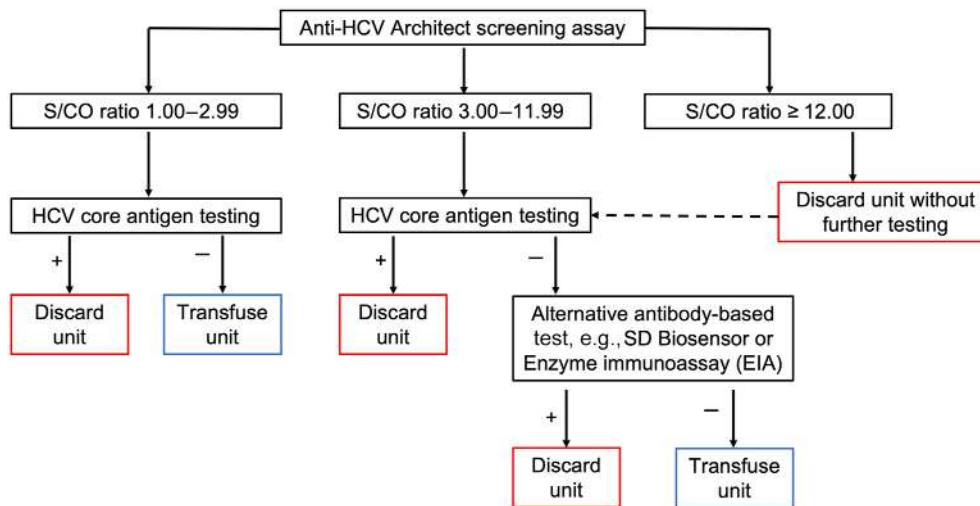 Anti-HCV Architect screening assay
S/CO ratio 1.00–2.99
S/CO ratio 3.00–11.99
S/CO ratio ≥ 12.00
HCV core antigen testing
HCV core antigen testing
Discard unit without
further testing
+
–
+
–
Discard
unit
Transfuse
unit
Discard
unit
Alternative antibody-based
test, e.g., SD Biosensor or
Enzyme immunoassay (EIA)
+
–
Discard
unit
Transfuse
unit